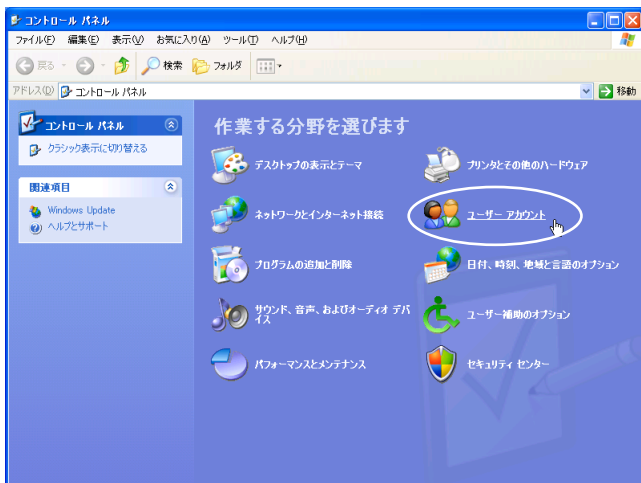 コントロール パネル
ファイル(F) 編集(E) 表示(V) お気に入り(A) ツール(T) ヘルプ(H)
戻る 検索 フォルダ
アドレス(D) コントロール パネル 移動
コントロール パネル
クラシック表示に切り替える
関連項目
Windows Update
ヘルプとサポート
作業する分野を選びます
デスクトップの表示とテーマ
プリンタとその他のハードウェア
ネットワークとインターネット接続
ユーザー アカウント
プログラムの追加と削除
日付、時刻、地域と言語のオプション
サウンド、音声、およびオーディオ デバ
イス
ユーザー補助のオプション
パフォーマンスとメンテナンス
セキュリティ センター